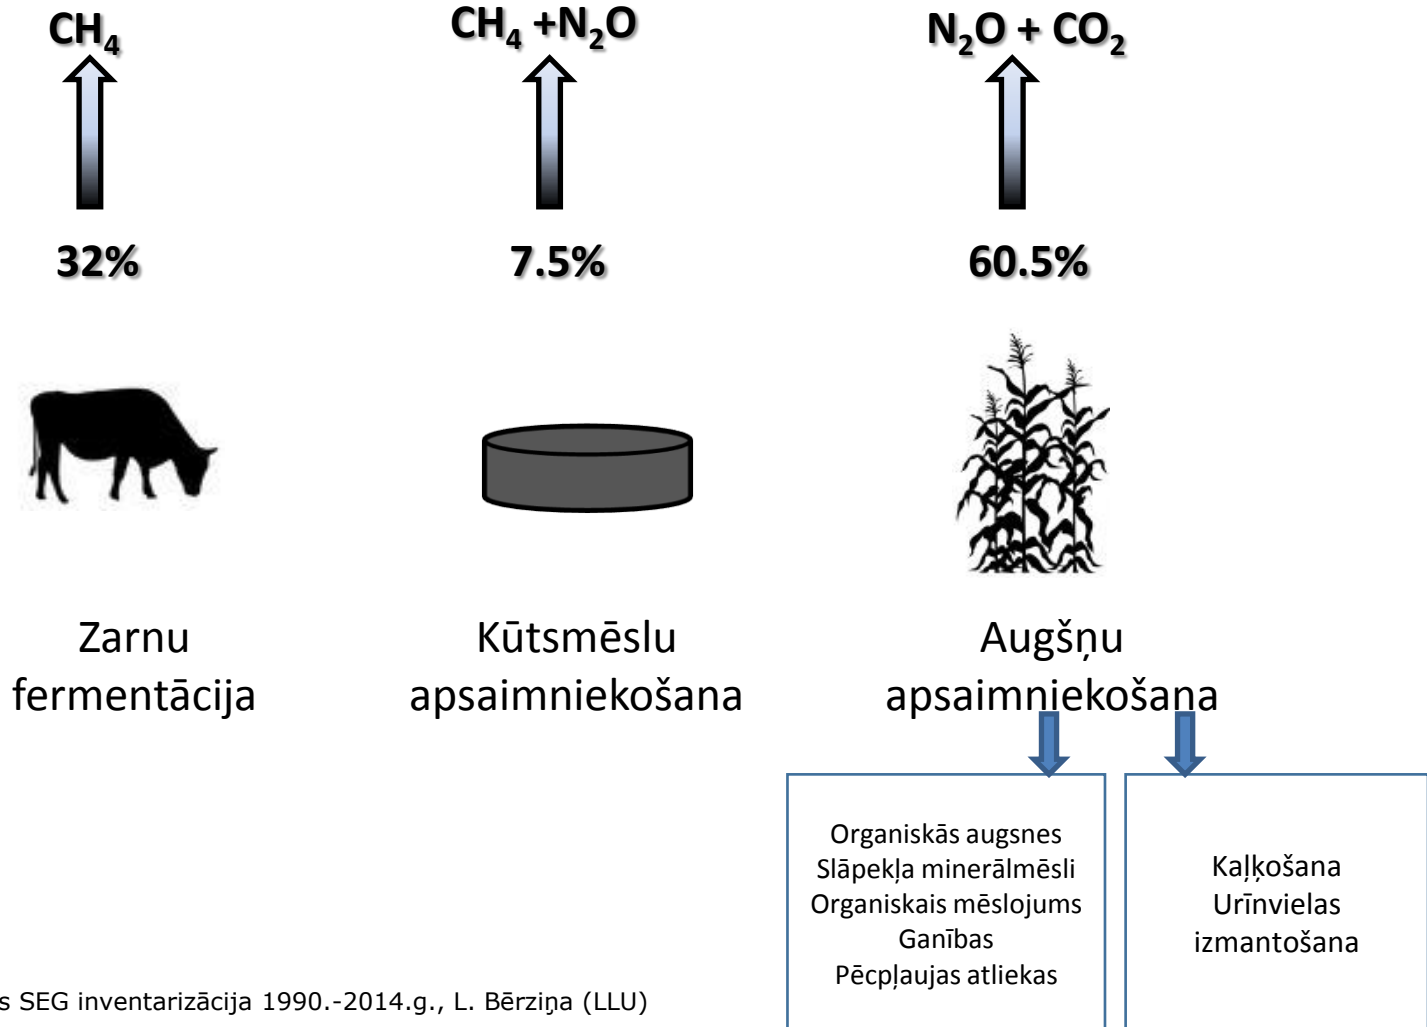 CH₄
CH₄ +N₂O
N₂O + CO₂
32%
7.5%
60.5%
Zarnu
fermentācija
Kūtsmēslu
apsaimniekošana
Augšņu
apsaimniekošana
Organiskās augsnes
Slāpekļa minerālmēsli
Organiskais mēslojums
Ganības
Pēcpļaujas atliekas
Kaļķošana
Urīnvielas
izmantošana
s SEG inventarizācija 1990.-2014.g., L. Bērziņa (LLU)